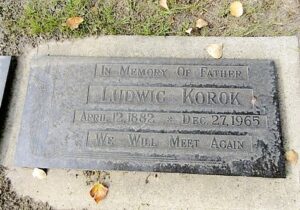 In Memory Of Father
Ludwig Korok
April 12, 1882 Dec 27, 1965
We Will Meet Again